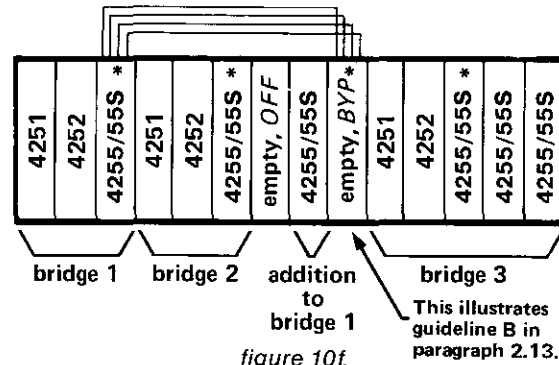 4251
4252
4255/55S *
4251
4252
4255/55S *
empty, OFF
4255/55S
empty, BYP*
4251
4252
4255/55S *
4255/55S
4255/55S
bridge 1
bridge 2
addition
to
bridge 1
bridge 3
This illustrates
guideline B in
paragraph 2.13.
figure 10f.